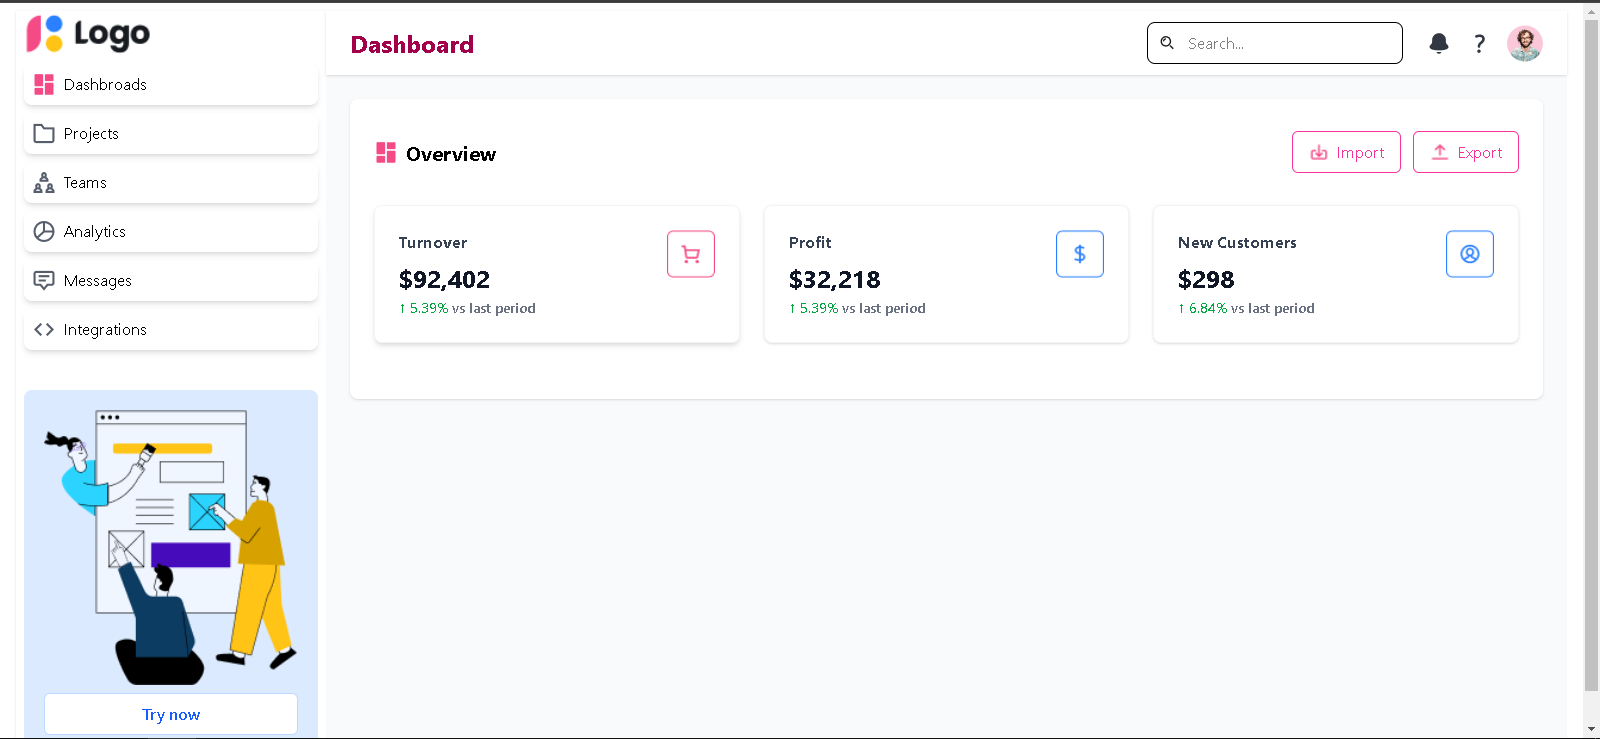 Logo
Dashbroads
Projects
Teams
Analytics
Messages
Integrations
Try now
Dashboard
Search...
Overview
Import
Export
Turnover
$92,402
↑ 5.39% vs last period
Profit
$32,218
↑ 5.39% vs last period
New Customers
$298
↑ 6.84% vs last period